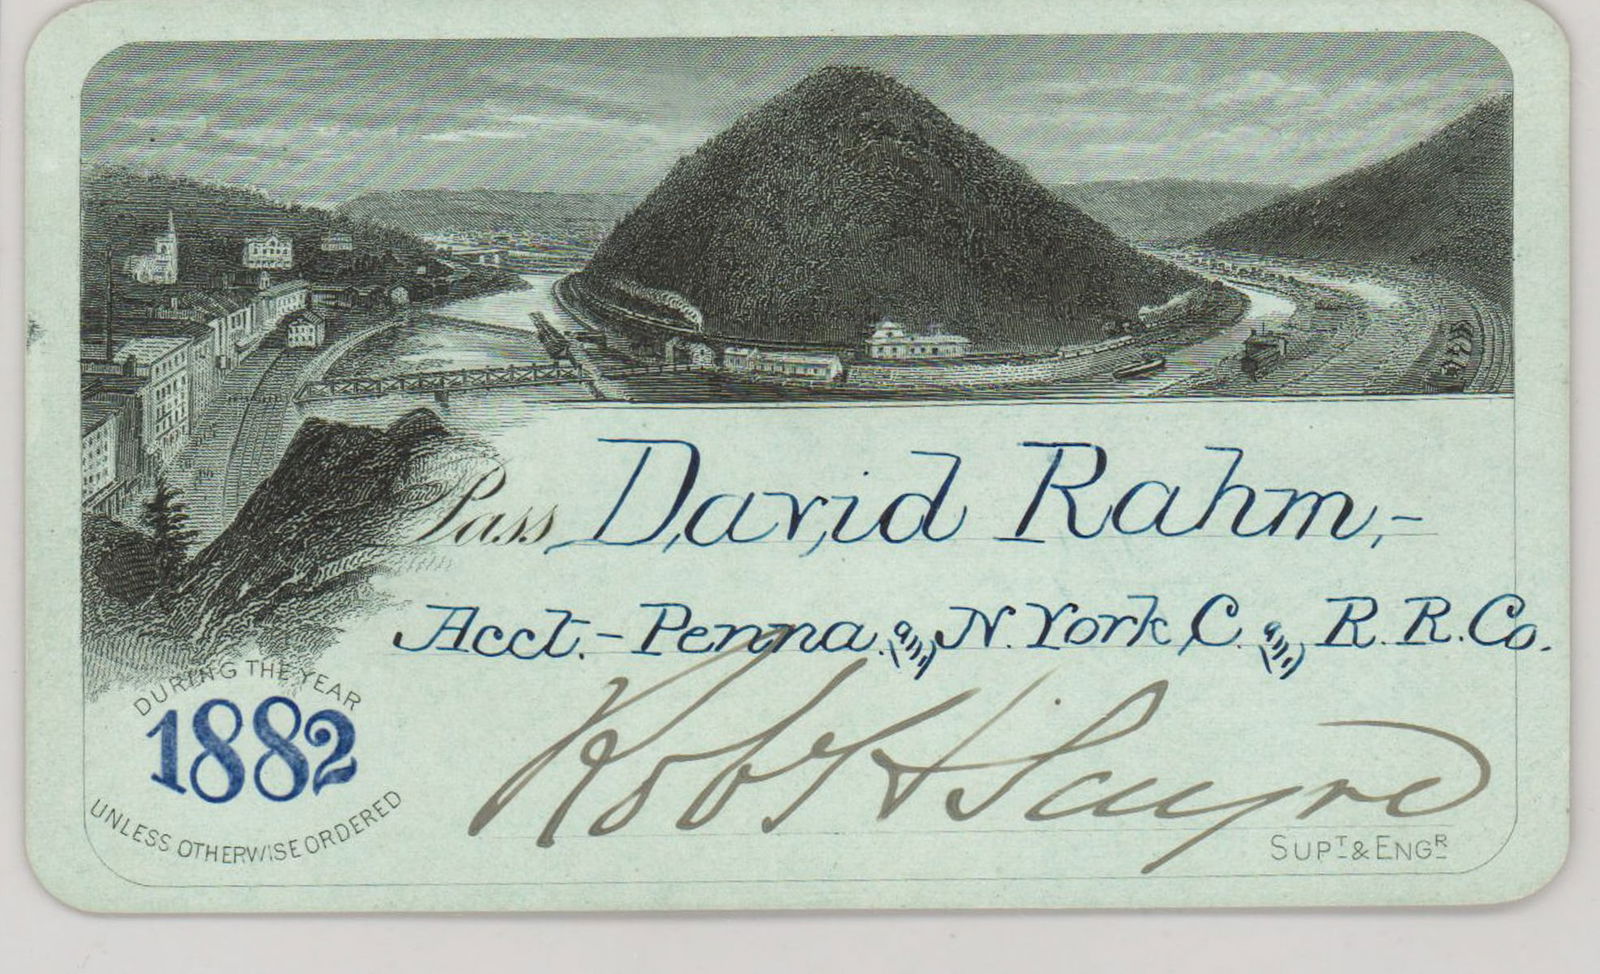 Pass David Rahm,-
Acct.- Penna. & N. York C. & R. R. Co.
DURING THE YEAR
1882
UNLESS OTHERWISE ORDERED
Robt H Sayre
SUPT & ENGR